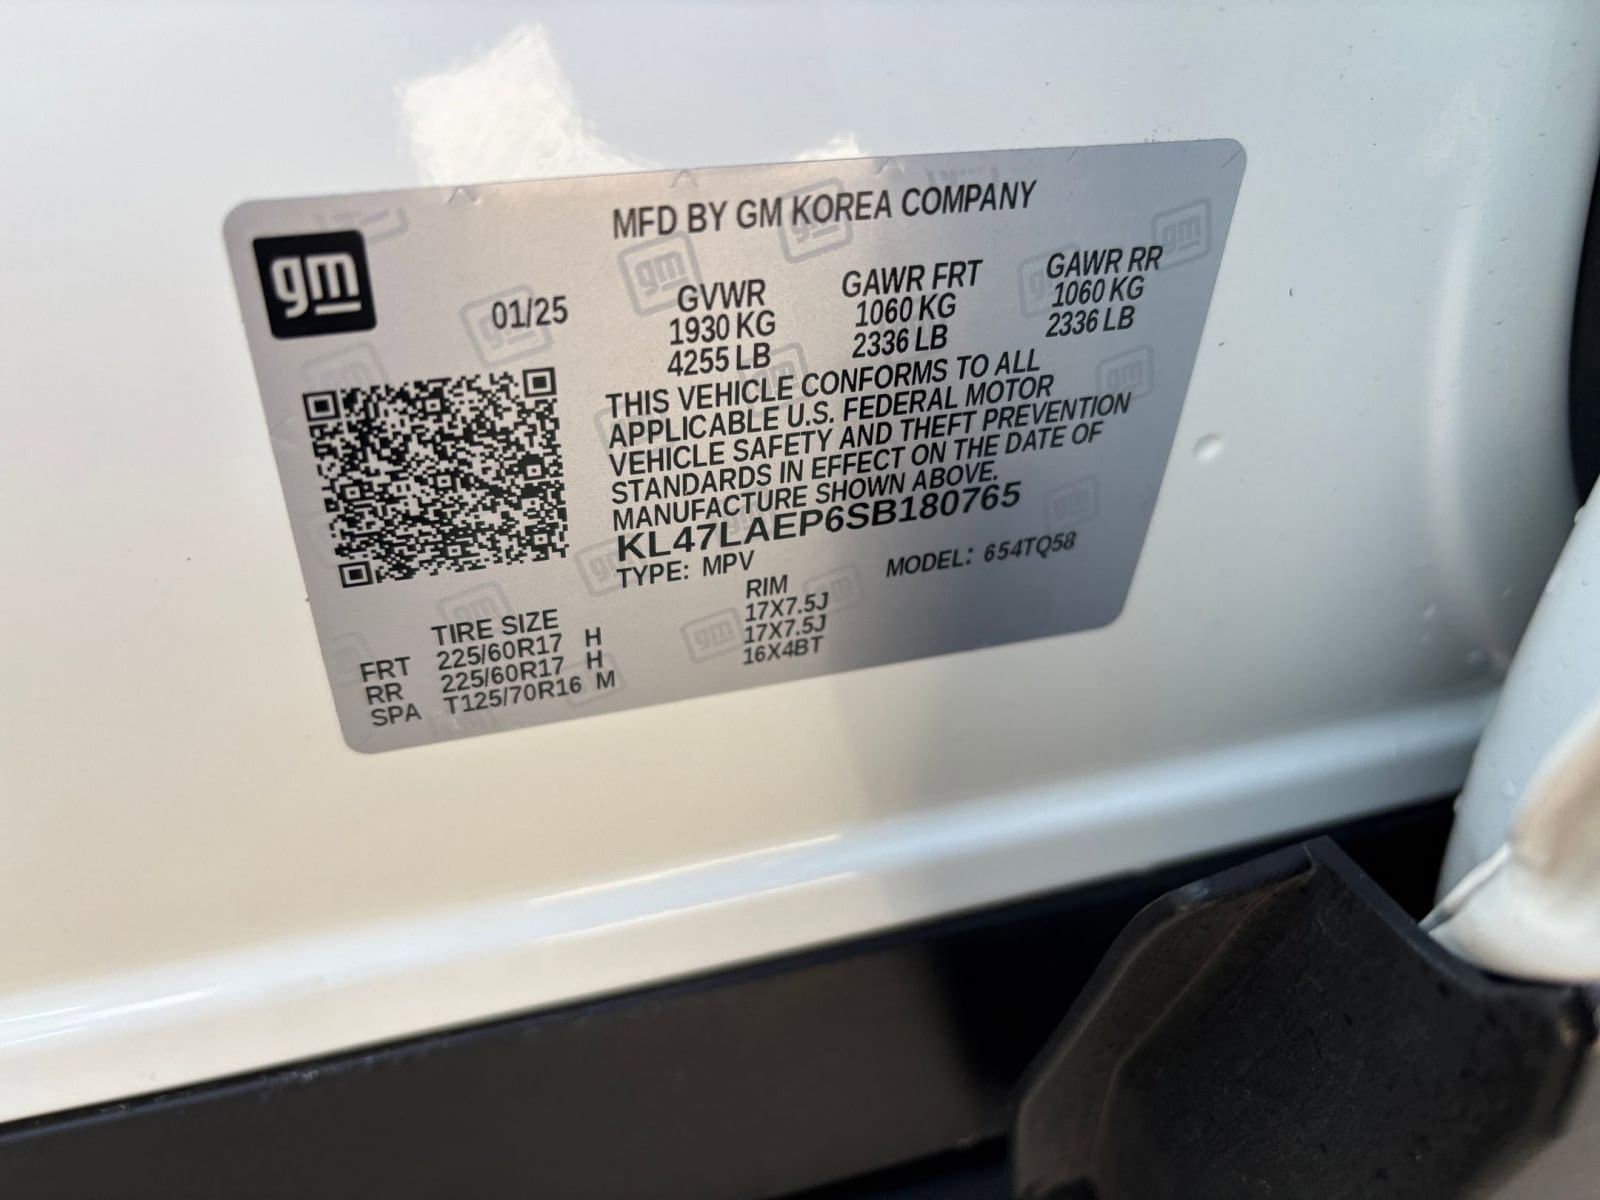 gm
MFD BY GM KOREA COMPANY
01/25
GVWR GAWR FRT GAWR RR
1930 KG 1060 KG 1060 KG
4255 LB 2336 LB 2336 LB
THIS VEHICLE CONFORMS TO ALL
APPLICABLE U.S. FEDERAL MOTOR
VEHICLE SAFETY AND THEFT PREVENTION
STANDARDS IN EFFECT ON THE DATE OF
MANUFACTURE SHOWN ABOVE.
KL47LAEP6SB180765
TYPE: MPV MODEL: 654TQ58
TIRE SIZE RIM
FRT 225/60R17 H 17X7.5J
RR 225/60R17 H 17X7.5J
SPA T125/70R16 M 16X4BT